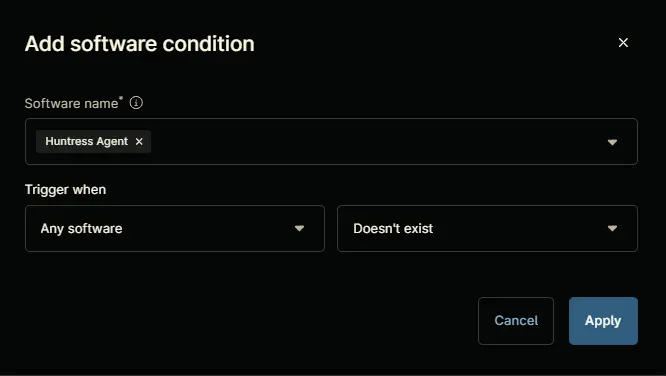 Add software condition
Software name*
Huntress Agent
Trigger when
Any software
Doesn't exist
Cancel
Apply